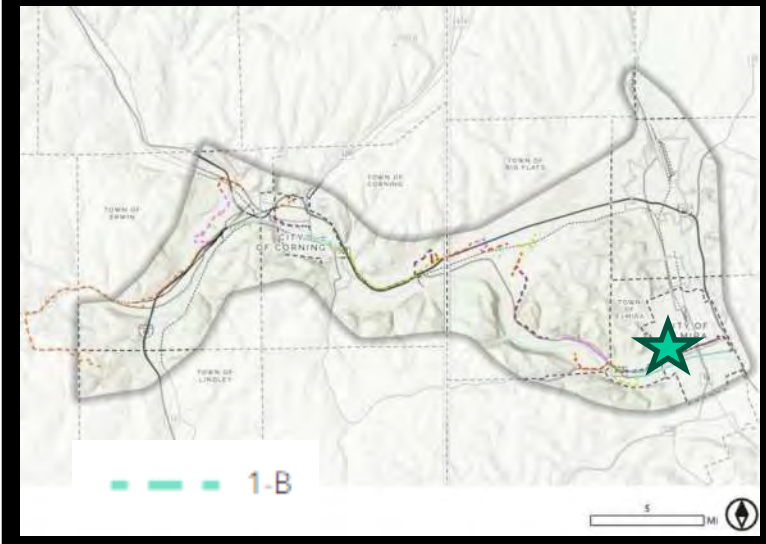 TOWN OF
CORNING
TOWN OF
BIG FLATS
TOWN OF
ERWIN
CITY
OF CORNING
TOWN
OF
ELMIRA
CITY OF
TOWN OF
LINDLEY
1-B
5
Mi